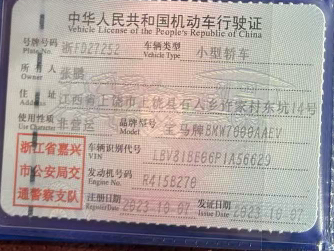 中华人民共和国机动车行驶证
Vehicle License of the People's Republic of China
号牌号码 浙FD27252 车辆类型 小型轿车
Plate No. Vehicle Type
所有人 张鹏
Owner
住址 江西省上饶市上饶县石人乡许家村东坑14号
Address
使用性质 非营运 品牌型号 宝马牌BMW7000AAEV
Use Character Model
浙江省嘉兴市公安局交通警察支队
车辆识别代号 LBV81BE66P1A56629
VIN
发动机号码 R415B270
Engine No.
注册日期 2023-10-07 发证日期 2023-10-07
Register Date Issue Date